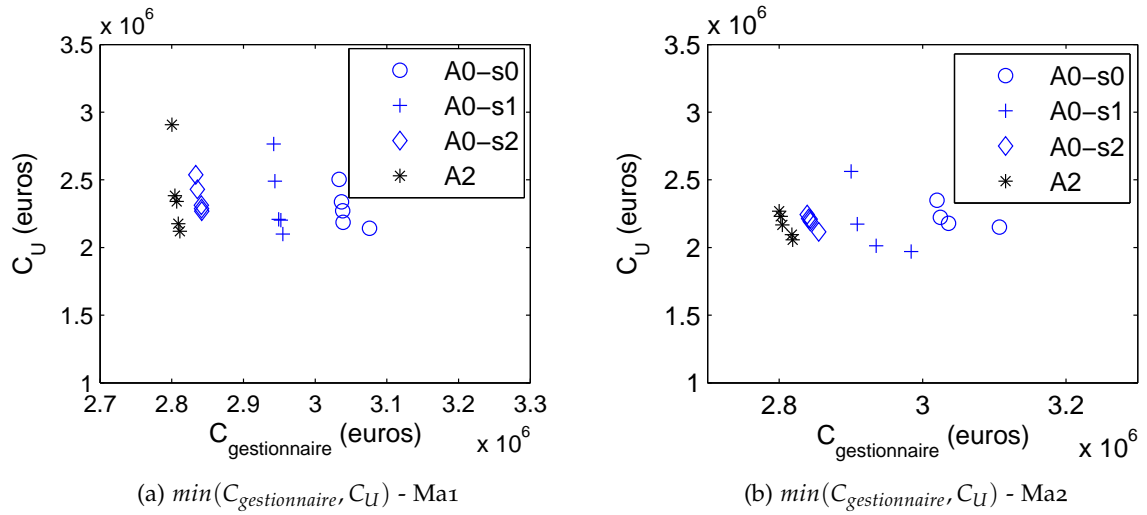 x 10^6
3.5
3
2.5
2
1.5
1
C_U (euros)
2.7 2.8 2.9 3 3.1 3.2 3.3
C_gestionnaire (euros)
x 10^6
A0−s0
A0−s1
A0−s2
A2
(a) min(C_gestionnaire, C_U) - Ma1
x 10^6
3.5
3
2.5
2
1.5
1
C_U (euros)
2.8 3 3.2
C_gestionnaire (euros)
x 10^6
A0−s0
A0−s1
A0−s2
A2
(b) min(C_gestionnaire, C_U) - Ma2